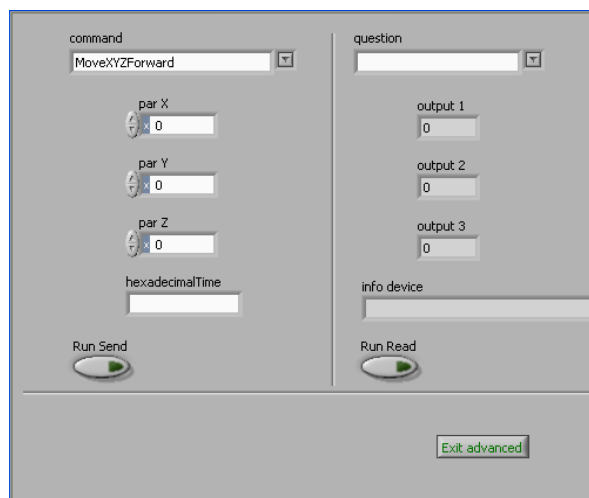 command
MoveXYZForward
par X
x 0
par Y
x 0
par Z
x 0
hexadecimalTime
Run Send
question
output 1
0
output 2
0
output 3
0
info device
Run Read
Exit advanced